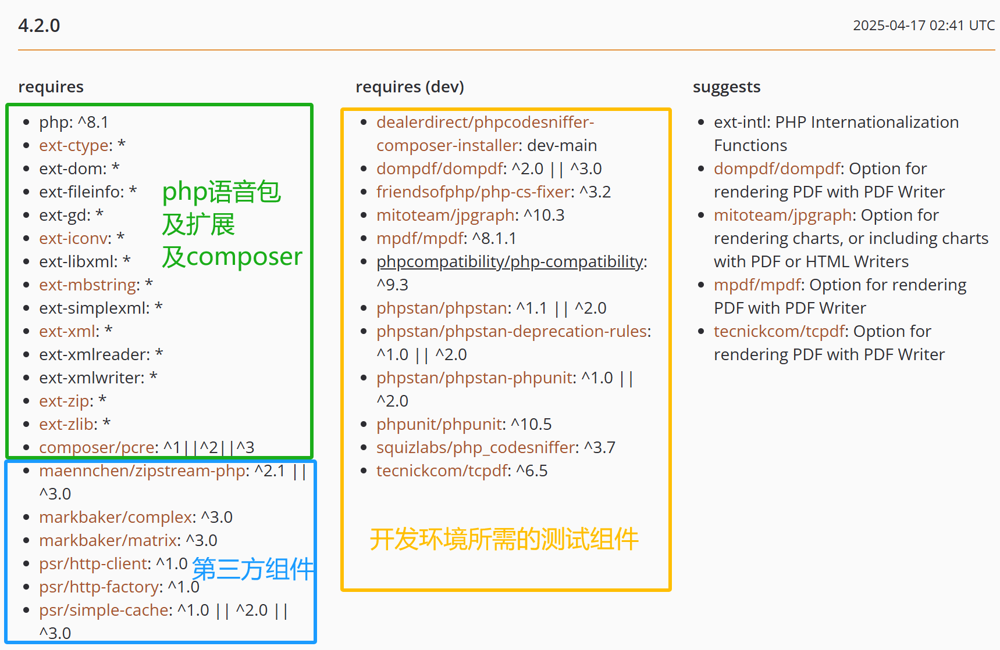 4.2.0
2025-04-17 02:41 UTC
requires
php: ^8.1
ext-ctype: *
ext-dom: *
ext-fileinfo: *
ext-gd: *
ext-iconv: *
ext-libxml: *
ext-mbstring: *
ext-simplexml: *
ext-xml: *
ext-xmlreader: *
ext-xmlwriter: *
ext-zip: *
ext-zlib: *
composer/pcre: ^1||^2||^3
php语音包
及扩展
及composer
maennchen/zipstream-php: ^2.1 ||
^3.0
markbaker/complex: ^3.0
markbaker/matrix: ^3.0
psr/http-client: ^1.0
psr/http-factory: ^1.0
psr/simple-cache: ^1.0 || ^2.0 ||
^3.0
第三方组件
requires (dev)
dealerdirect/phpcodesniffer-
composer-installer: dev-main
dompdf/dompdf: ^2.0 || ^3.0
friendsofphp/php-cs-fixer: ^3.2
mitoteam/jpgraph: ^10.3
mpdf/mpdf: ^8.1.1
phpcompatibility/php-compatibility:
^9.3
phpstan/phpstan: ^1.1 || ^2.0
phpstan/phpstan-deprecation-rules:
^1.0 || ^2.0
phpstan/phpstan-phpunit: ^1.0 ||
^2.0
phpunit/phpunit: ^10.5
squizlabs/php_codesniffer: ^3.7
tecnickcom/tcpdf: ^6.5
开发环境所需的测试组件
suggests
ext-intl: PHP Internationalization
Functions
dompdf/dompdf: Option for
rendering PDF with PDF Writer
mitoteam/jpgraph: Option for
rendering charts, or including charts
with PDF or HTML Writers
mpdf/mpdf: Option for rendering
PDF with PDF Writer
tecnickcom/tcpdf: Option for
rendering PDF with PDF Writer